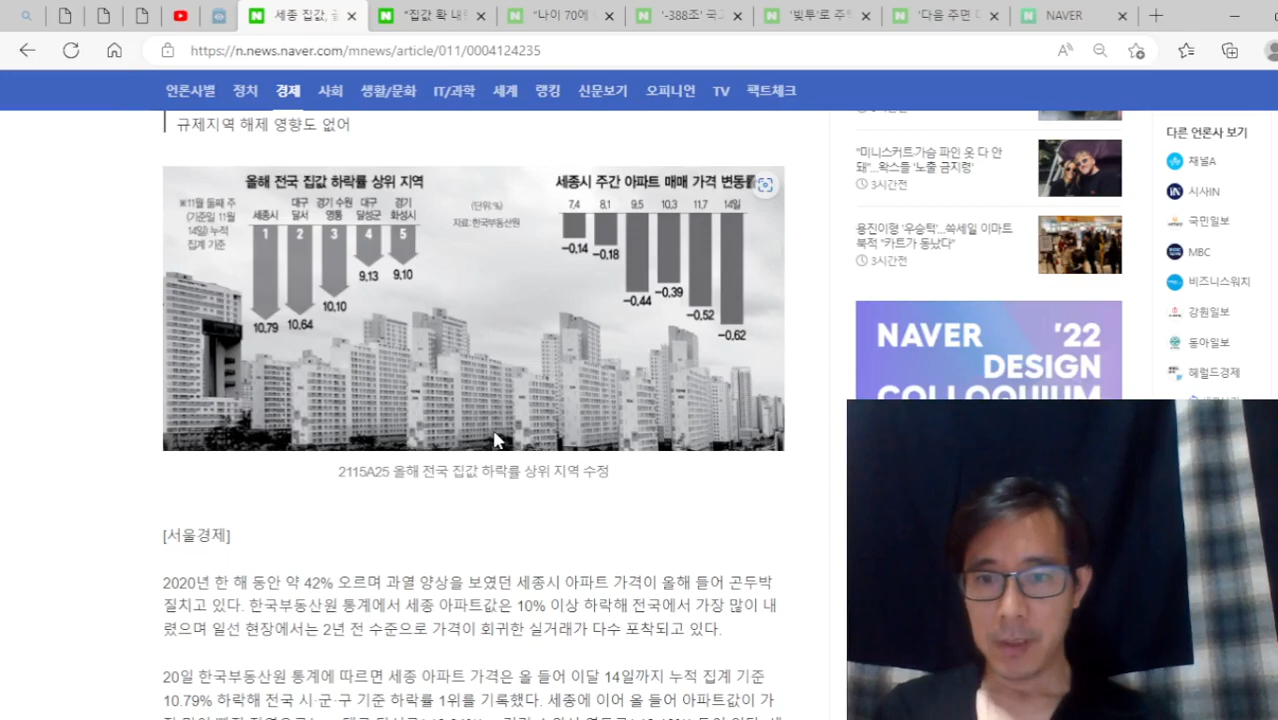 세종 집값,
"집값 확 내
"나이 70에
'-388조' 국
'빚투'로 주
'다음 주면
NAVER
https://n.news.naver.com/mnews/article/011/0004124235
언론사별 정치 경제 사회 생활/문화 IT/과학 세계 랭킹 신문보기 오피니언 TV 팩트체크
규제지역 해제 영향도 없어
올해 전국 집값 하락률 상위 지역
※11월 둘째 주
(기준일 11월
14일) 누적
집계 기준
세종시 대구 달서 경기 수원 영통 대구 달성군 경기 화성시
1 2 3 4 5
10.79 10.64 10.10 9.13 9.10
(단위:%)
자료: 한국부동산원
세종시 주간 아파트 매매 가격 변동률
7.4 8.1 9.5 10.3 11.7 14일
-0.14 -0.18 -0.44 -0.39 -0.52 -0.62
2115A25 올해 전국 집값 하락률 상위 지역 수정
[서울경제]
2020년 한 해 동안 약 42% 오르며 과열 양상을 보였던 세종시 아파트 가격이 올해 들어 곤두박
질치고 있다. 한국부동산원 통계에서 세종 아파트값은 10% 이상 하락해 전국에서 가장 많이 내
렸으며 일선 현장에서는 2년 전 수준으로 가격이 회귀한 실거래가 다수 포착되고 있다.
20일 한국부동산원 통계에 따르면 세종 아파트 가격은 올 들어 이달 14일까지 누적 집계 기준
10.79% 하락해 전국 시·군·구 기준 하락률 1위를 기록했다. 세종에 이어 올 들어 아파트값이 가
"미니스커트.가슴 파인 옷 다 안
돼"...왁스들 '노출 금지령'
3시간전
용진이형 '우승턱'...쓱세일 이마트
북적 "카트가 동났다"
3시간전
NAVER '22
DESIGN
COLLOQUIUM
다른 언론사 보기
채널A
시사IN
국민일보
MBC
비즈니스워치
강원일보
동아일보
헤럴드경제